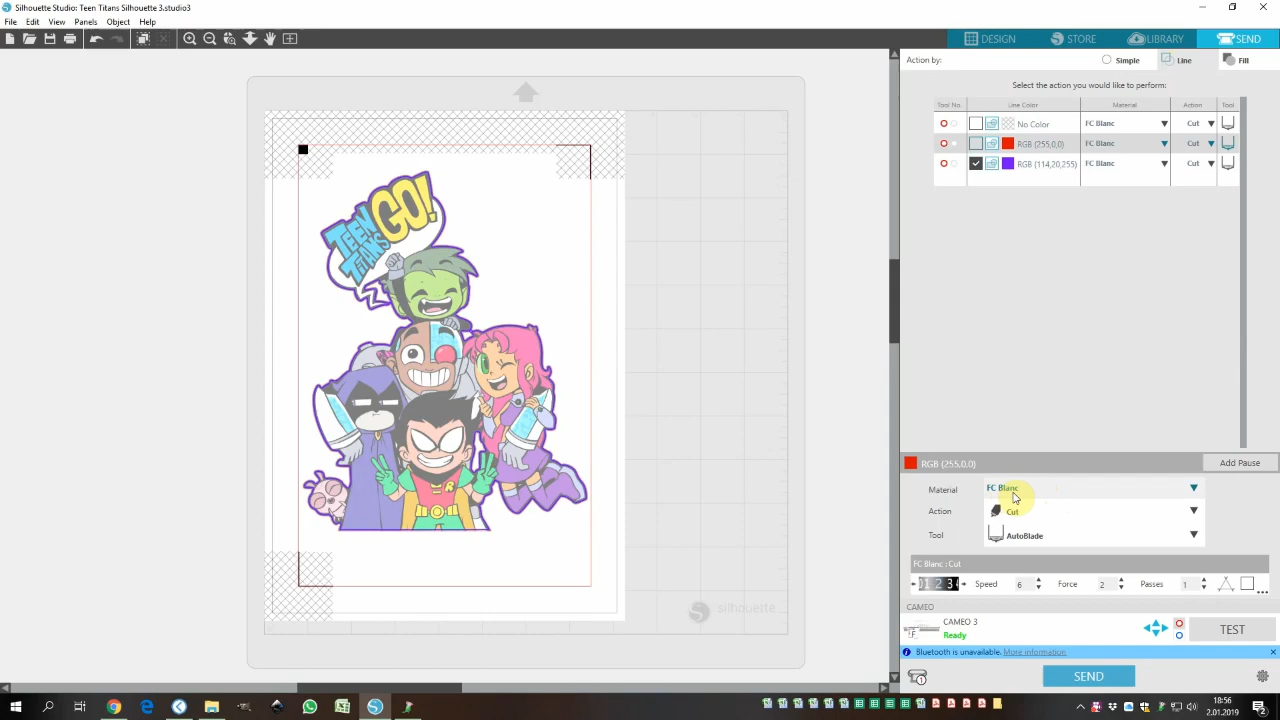 Silhouette Studio: Teen Titans Silhouette 3.studio3
File Edit View Panels Object Help
DESIGN STORE LIBRARY SEND
Action by: Simple Line Fill
Select the action you would like to perform:
Tool No. Line Color Material Action Tool
No Color FC Blanc Cut
RGB (255,0,0) FC Blanc Cut
RGB (114,20,255) FC Blanc Cut
TEEN
TITANS
GO!
R
silhouette
RGB (255,0,0) Add Pause
Material FC Blanc
Action Cut
Tool AutoBlade
FC Blanc : Cut
Speed 6 Force 2 Passes 1
CAMEO
CAMEO 3
Ready
TEST
Bluetooth is unavailable. More information.
SEND
18:56
2.01.2019